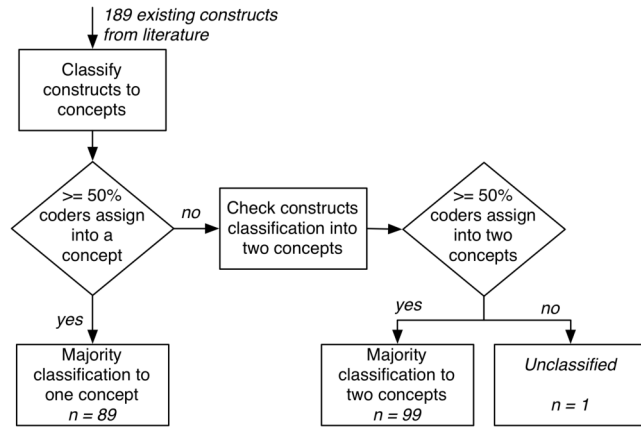 189 existing constructs
from literature
Classify
constructs to
concepts
>= 50%
coders assign
into a
concept
no
Check constructs
classification into
two concepts
>= 50%
coders assign
into two
concepts
yes
Majority
classification to
one concept
n = 89
yes
no
Majority
classification to
two concepts
n = 99
Unclassified
n = 1